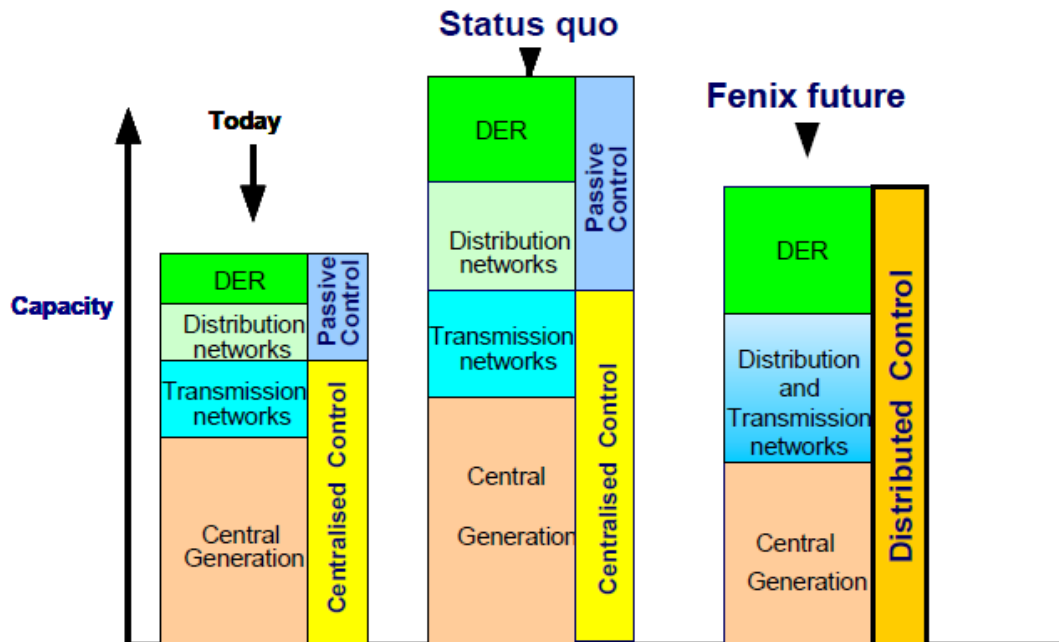 Status quo
Fenix future
Today
Capacity
DER
Distribution
networks
Transmission
networks
Central
Generation
Passive
Control
Centralised Control
DER
Distribution
networks
Transmission
networks
Central
Generation
Passive
Control
Centralised Control
DER
Distribution
and
Transmission
networks
Central
Generation
Distributed Control